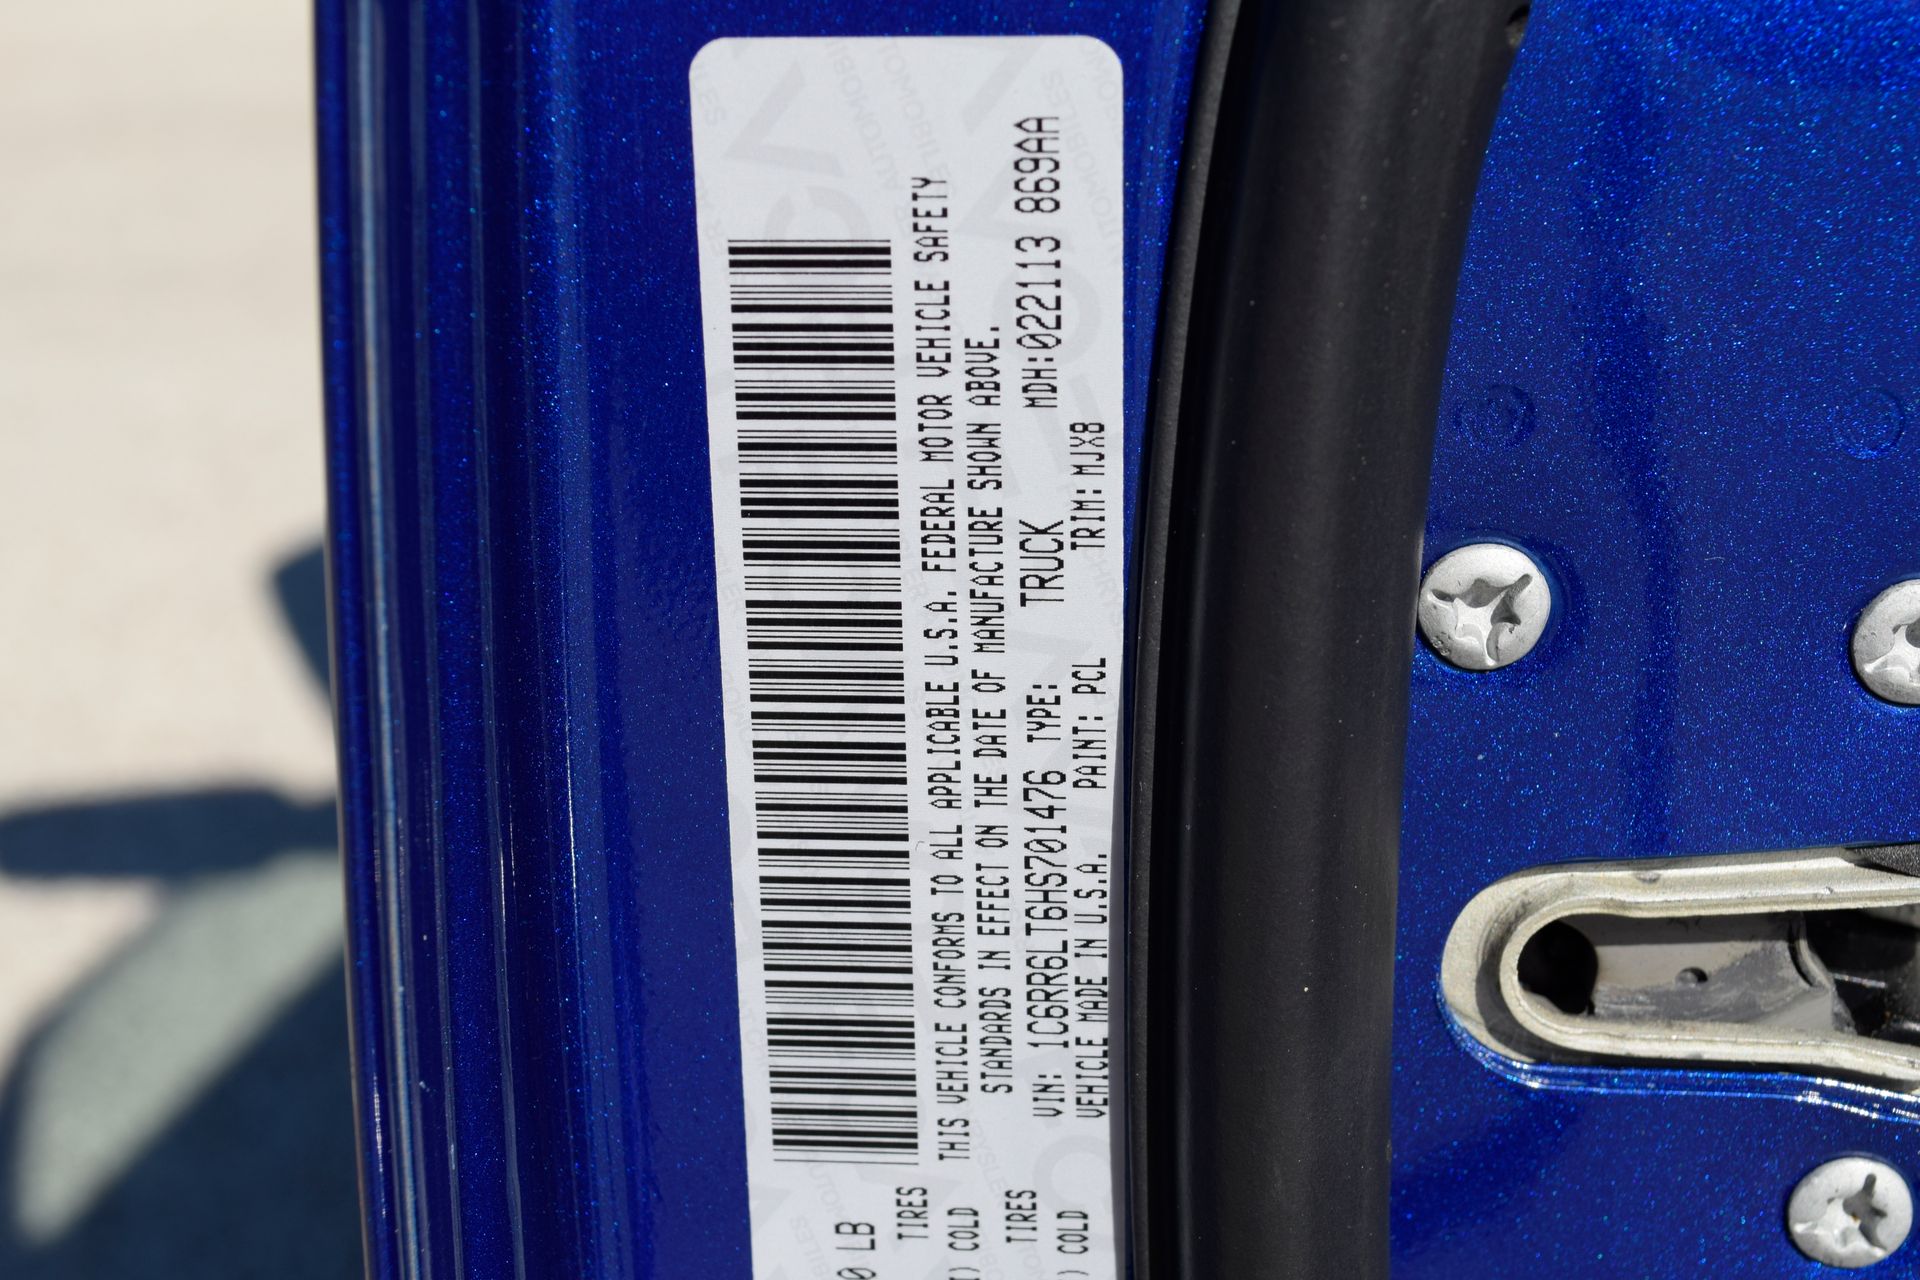 0 LB
TIRES
) COLD
THIS VEHICLE CONFORMS TO ALL APPLICABLE U.S.A. FEDERAL MOTOR VEHICLE SAFETY
STANDARDS IN EFFECT ON THE DATE OF MANUFACTURE SHOWN ABOVE.
TIRES
) COLD
VIN: 1C6RR6LT6HS701476 TYPE: TRUCK MDH:022113 869AA
VEHICLE MADE IN U.S.A. PAINT: PCL TRIM: MJX8